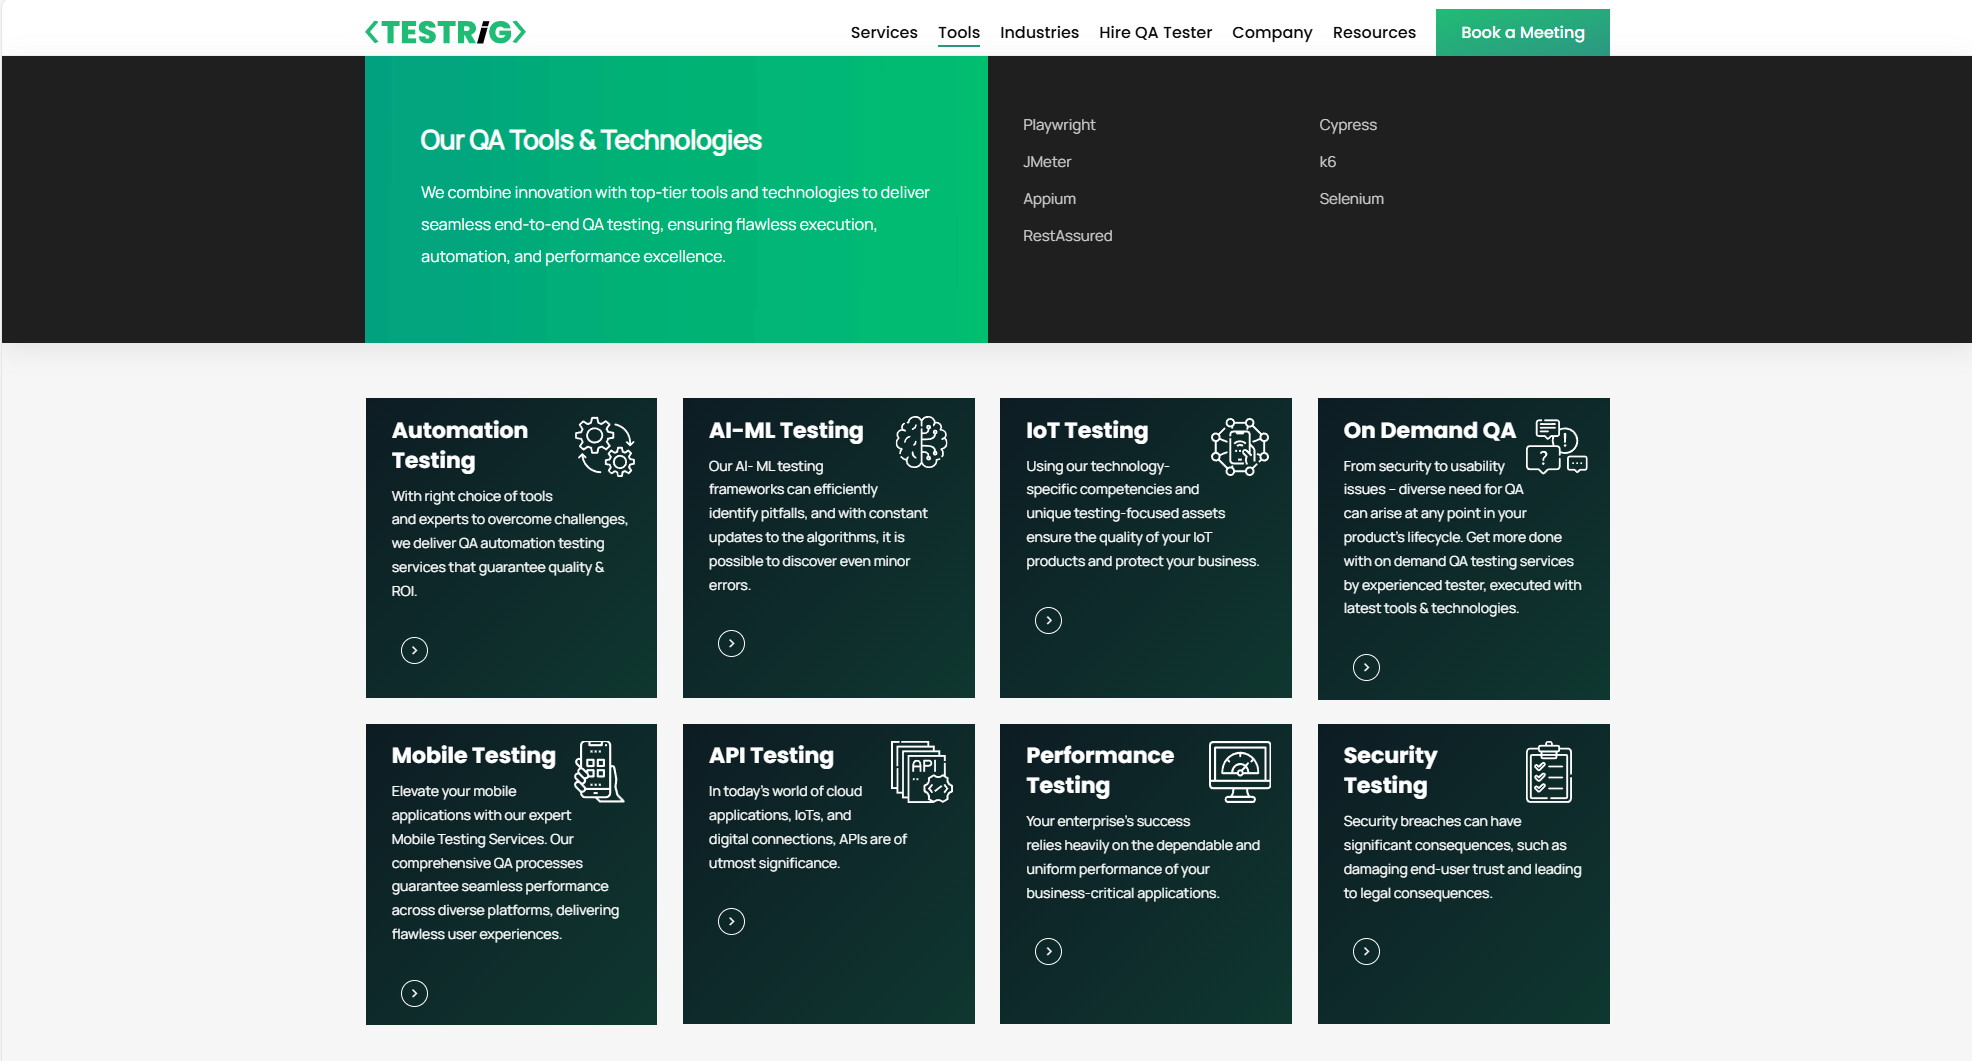 <TESTRiG>
Services Tools Industries Hire QA Tester Company Resources Book a Meeting
Our QA Tools & Technologies
We combine innovation with top-tier tools and technologies to deliver
seamless end-to-end QA testing, ensuring flawless execution,
automation, and performance excellence.
Playwright
Cypress
JMeter
k6
Appium
Selenium
RestAssured
Automation
Testing
With right choice of tools
and experts to overcome challenges,
we deliver QA automation testing
services that guarantee quality &
ROI.
AI-ML Testing
Our AI- ML testing
frameworks can efficiently
identify pitfalls, and with constant
updates to the algorithms, it is
possible to discover even minor
errors.
IoT Testing
Using our technology-
specific competencies and
unique testing-focused assets
ensure the quality of your IoT
products and protect your business.
On Demand QA
From security to usability
issues – diverse need for QA
can arise at any point in your
product's lifecycle. Get more done
with on demand QA testing services
by experienced tester, executed with
latest tools & technologies.
Mobile Testing
Elevate your mobile
applications with our expert
Mobile Testing Services. Our
comprehensive QA processes
guarantee seamless performance
across diverse platforms, delivering
flawless user experiences.
API Testing
API
In today's world of cloud
applications, IoTs, and
digital connections, APIs are of
utmost significance.
Performance
Testing
Your enterprise's success
relies heavily on the dependable and
uniform performance of your
business-critical applications.
Security
Testing
Security breaches can have
significant consequences, such as
damaging end-user trust and leading
to legal consequences.